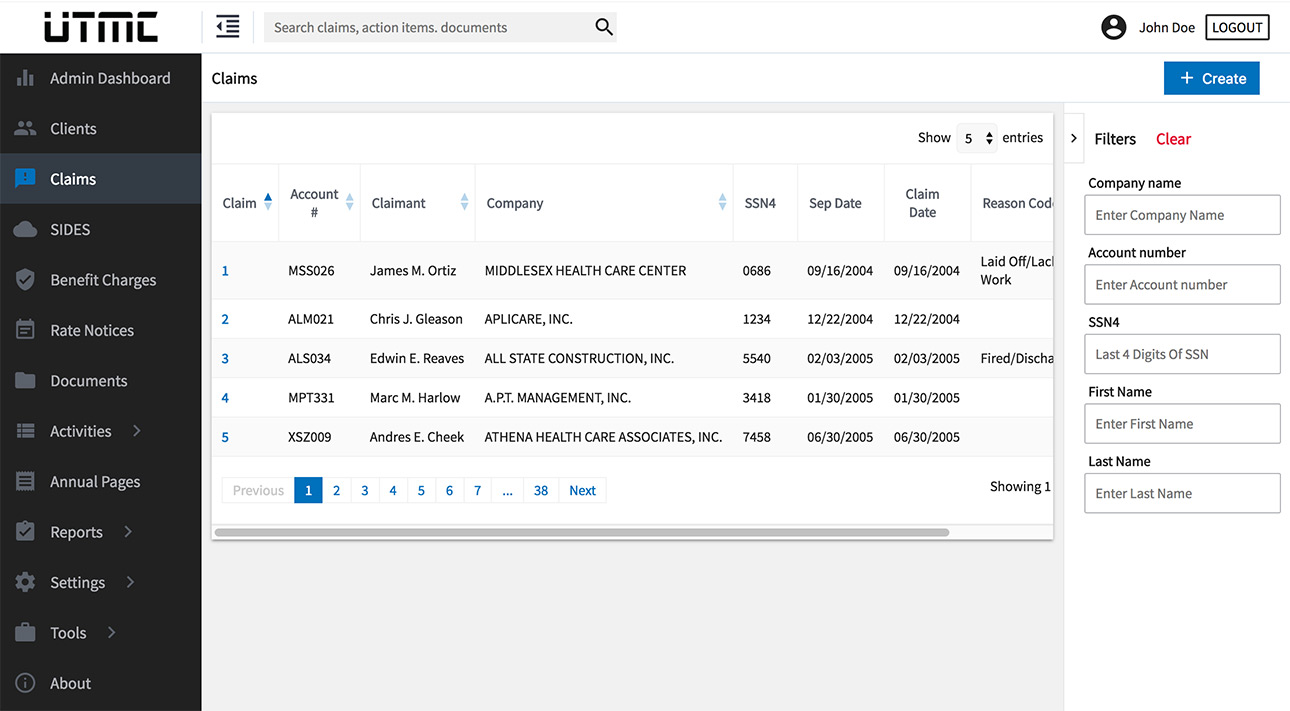 UTMC
Search claims, action items. documents
John Doe
LOGOUT
Admin Dashboard
Clients
Claims
SIDES
Benefit Charges
Rate Notices
Documents
Activities
Annual Pages
Reports
Settings
Tools
About
Claims
+ Create
Show 5 entries
Claim Account # Claimant Company SSN4 Sep Date Claim Date Reason Cod
1 MSS026 James M. Ortiz MIDDLESEX HEALTH CARE CENTER 0686 09/16/2004 09/16/2004 Laid Off/Lac
Work
2 ALM021 Chris J. Gleason APLICARE, INC. 1234 12/22/2004 12/22/2004
3 ALS034 Edwin E. Reaves ALL STATE CONSTRUCTION, INC. 5540 02/03/2005 02/03/2005 Fired/Discha
4 MPT331 Marc M. Harlow A.P.T. MANAGEMENT, INC. 3418 01/30/2005 01/30/2005
5 XSZ009 Andres E. Cheek ATHENA HEALTH CARE ASSOCIATES, INC. 7458 06/30/2005 06/30/2005
Previous 1 2 3 4 5 6 7 ... 38 Next
Showing 1
Filters Clear
Company name
Enter Company Name
Account number
Enter Account number
SSN4
Last 4 Digits Of SSN
First Name
Enter First Name
Last Name
Enter Last Name